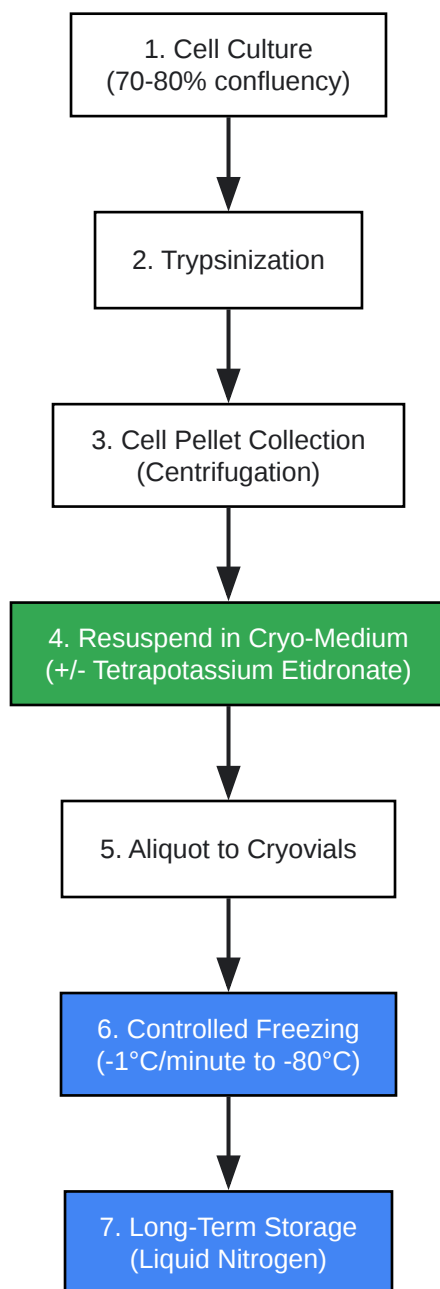 1. Cell Culture
(70-80% confluency)
2. Trypsinization
3. Cell Pellet Collection
(Centrifugation)
4. Resuspend in Cryo-Medium
(+/- Tetrapotassium Etidronate)
5. Aliquot to Cryovials
6. Controlled Freezing
(-1°C/minute to -80°C)
7. Long-Term Storage
(Liquid Nitrogen)